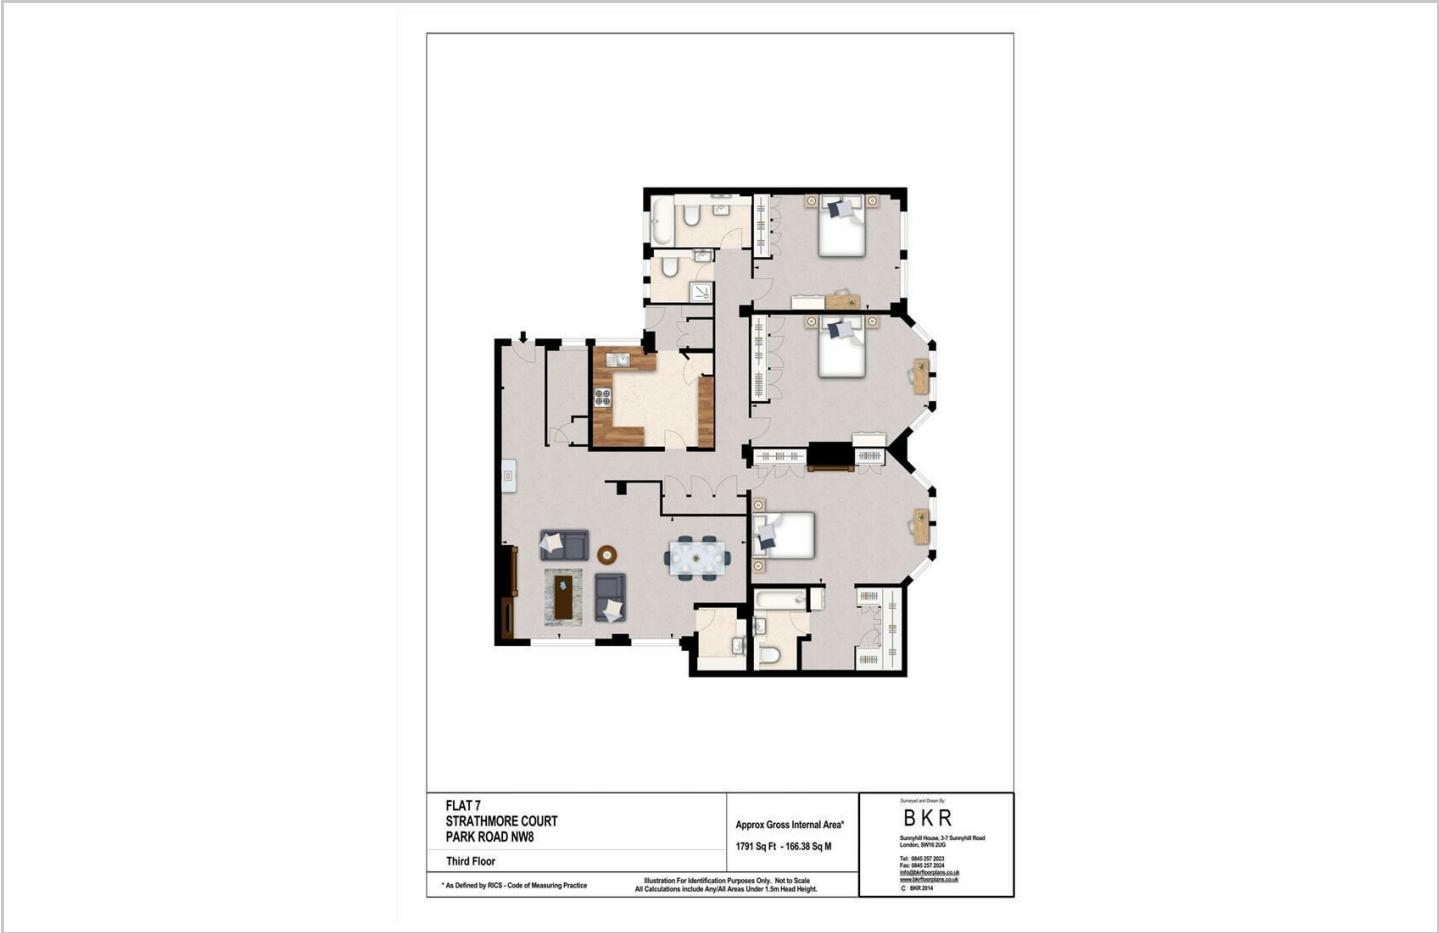 FLAT 7
STRATHMORE COURT
PARK ROAD NW8
Third Floor
* As Defined by RICS - Code of Measuring Practice
Approx Gross Internal Area*
1791 Sq Ft - 166.38 Sq M
Illustration For Identification Purposes Only. Not to Scale
All Calculations include Any/All Areas Under 1.5m Head Height.
Surveyed and Drawn By:
BKR
Sunnyhill House, 3-7 Sunnyhill Road
London, SW16 2UG
Tel: 0845 257 2023
Fax: 0845 257 2024
info@bkrfloorplans.co.uk
www.bkrfloorplans.co.uk
C BKR 2014